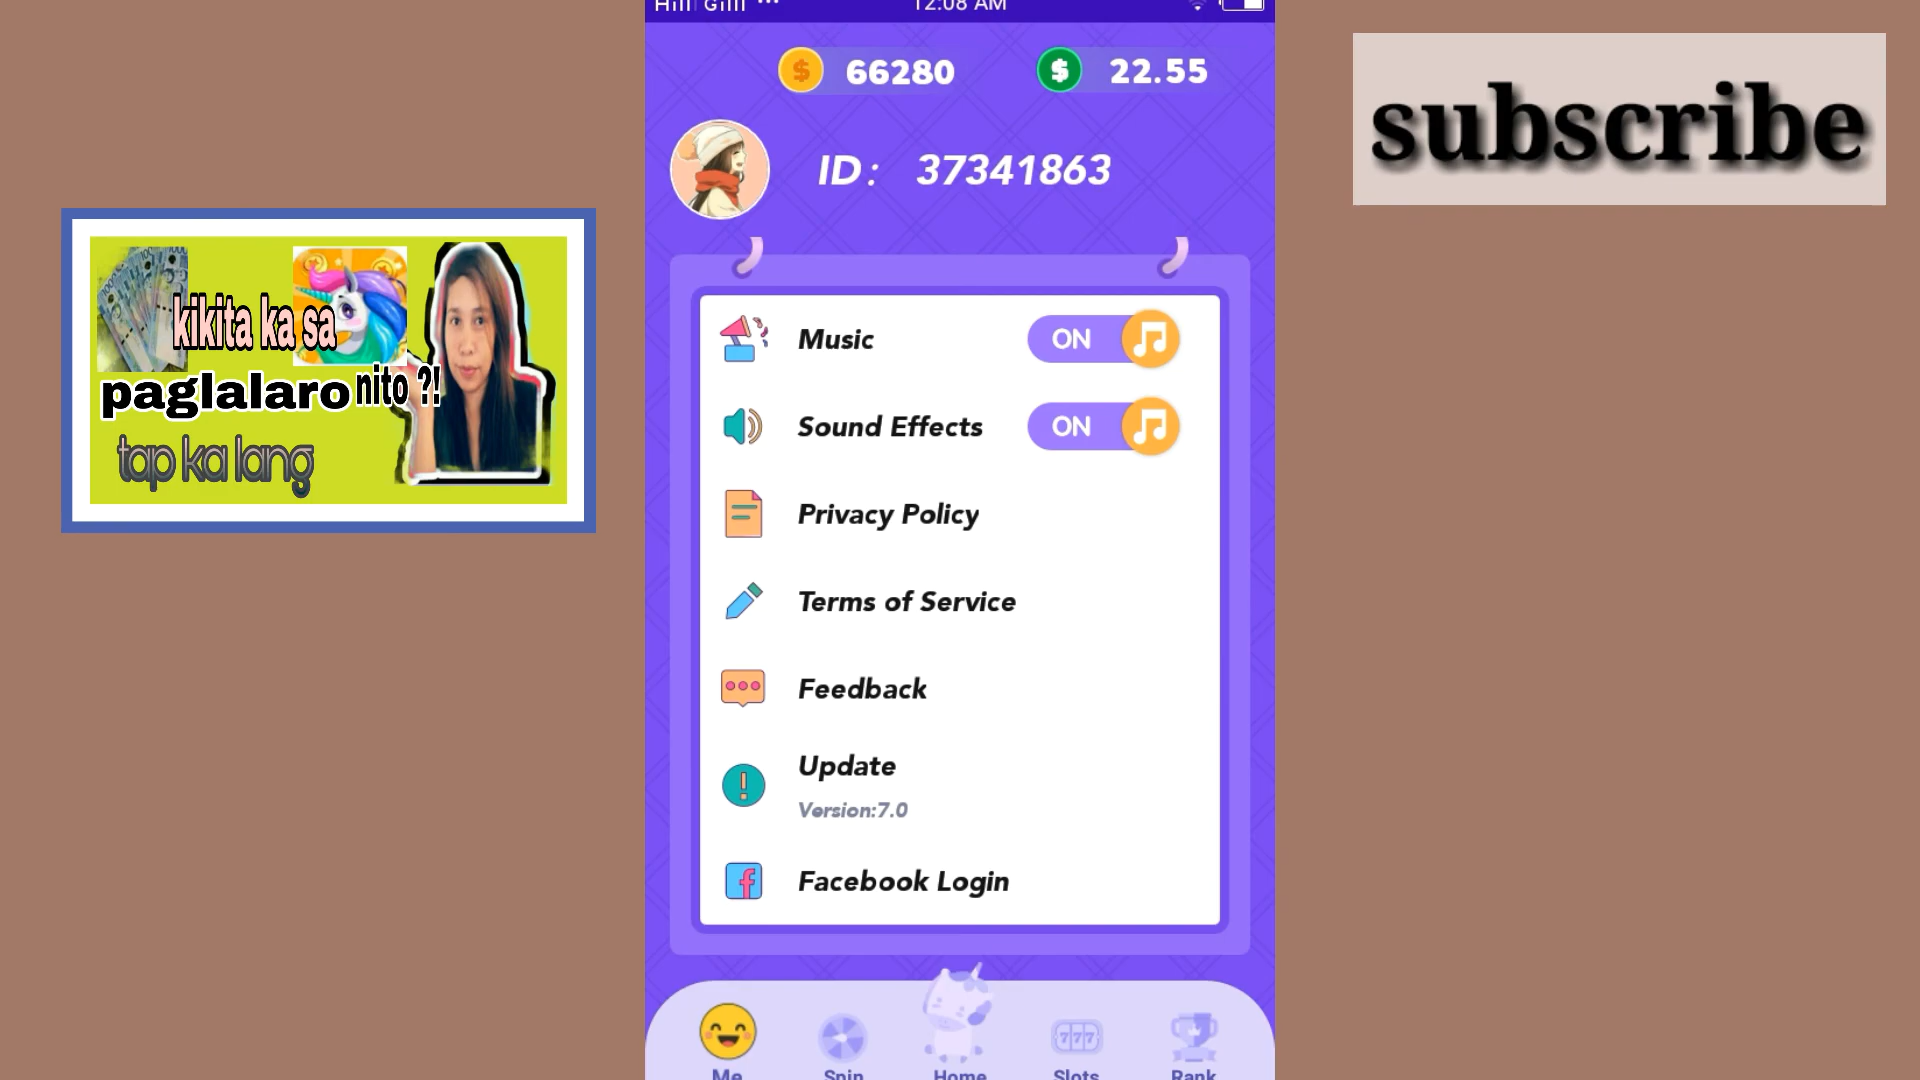 12:08 AM
66280
22.55
subscribe
ID: 37341863
kikita ka sa
paglalaro nito ?!
tap ka lang
Music
ON
Sound Effects
ON
Privacy Policy
Terms of Service
Feedback
Update
Version:7.0
Facebook Login
777
Me
Spin
Home
Slots
Rank